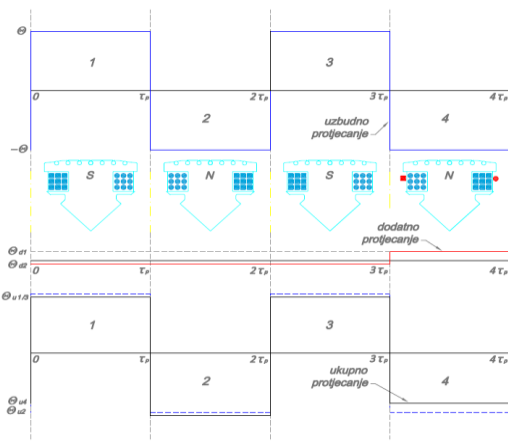 Θ
1
3
0 τp 2τp 3τp 4τp
2
uzbudno
protjecanje
4
−Θ
S N S N
dodatno
protjecanje
Θd1
Θd2
0 τp 2τp 3τp 4τp
Θu1/3
1
3
0 τp 2τp 3τp 4τp
2
ukupno
protjecanje
4
Θu4
Θu2